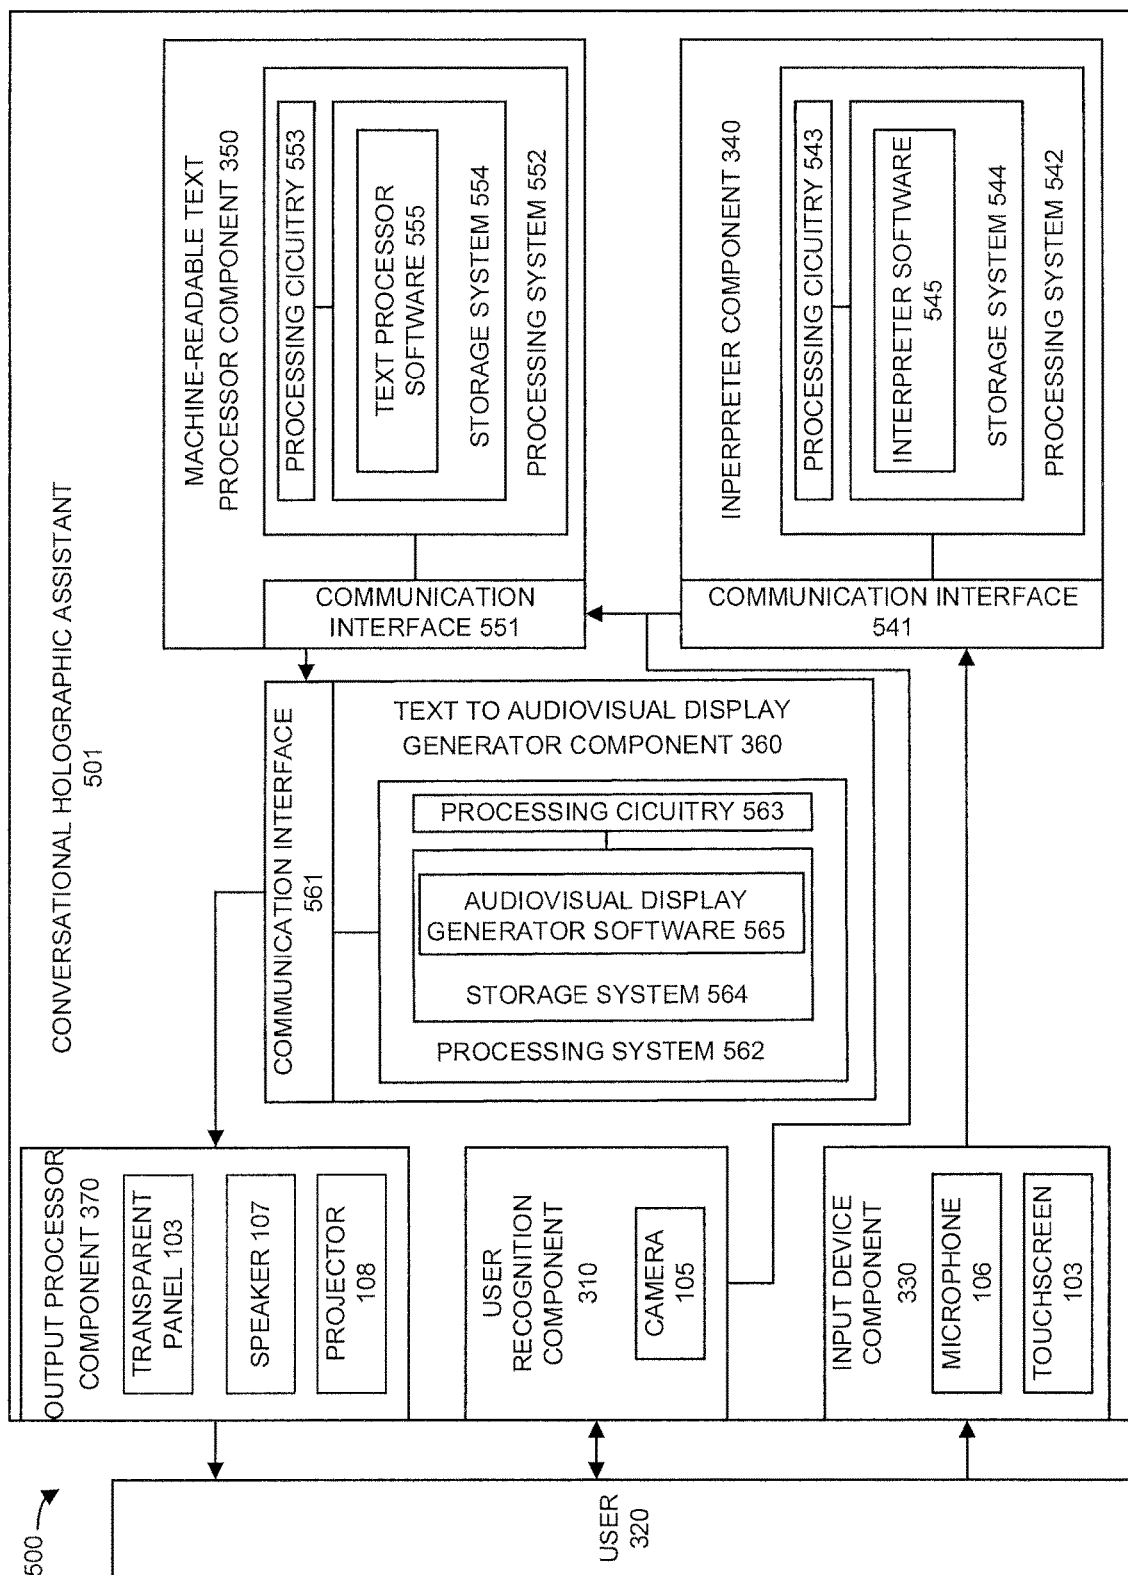 500
CONVERSATIONAL HOLOGRAPHIC ASSISTANT
501
MACHINE-READABLE TEXT
PROCESSOR COMPONENT 350
PROCESSING CICUITRY 553
TEXT PROCESSOR
SOFTWARE 555
STORAGE SYSTEM 554
PROCESSING SYSTEM 552
COMMUNICATION
INTERFACE 551
INPERPRETER COMPONENT 340
PROCESSING CICUITRY 543
INTERPRETER SOFTWARE
545
STORAGE SYSTEM 544
PROCESSING SYSTEM 542
COMMUNICATION INTERFACE
541
COMMUNICATION INTERFACE
561
TEXT TO AUDIOVISUAL DISPLAY
GENERATOR COMPONENT 360
PROCESSING CICUITRY 563
AUDIOVISUAL DISPLAY
GENERATOR SOFTWARE 565
STORAGE SYSTEM 564
PROCESSING SYSTEM 562
OUTPUT PROCESSOR
COMPONENT 370
TRANSPARENT
PANEL 103
SPEAKER 107
PROJECTOR
108
USER
RECOGNITION
COMPONENT
310
CAMERA
105
INPUT DEVICE
COMPONENT
330
MICROPHONE
106
TOUCHSCREEN
103
USER
320